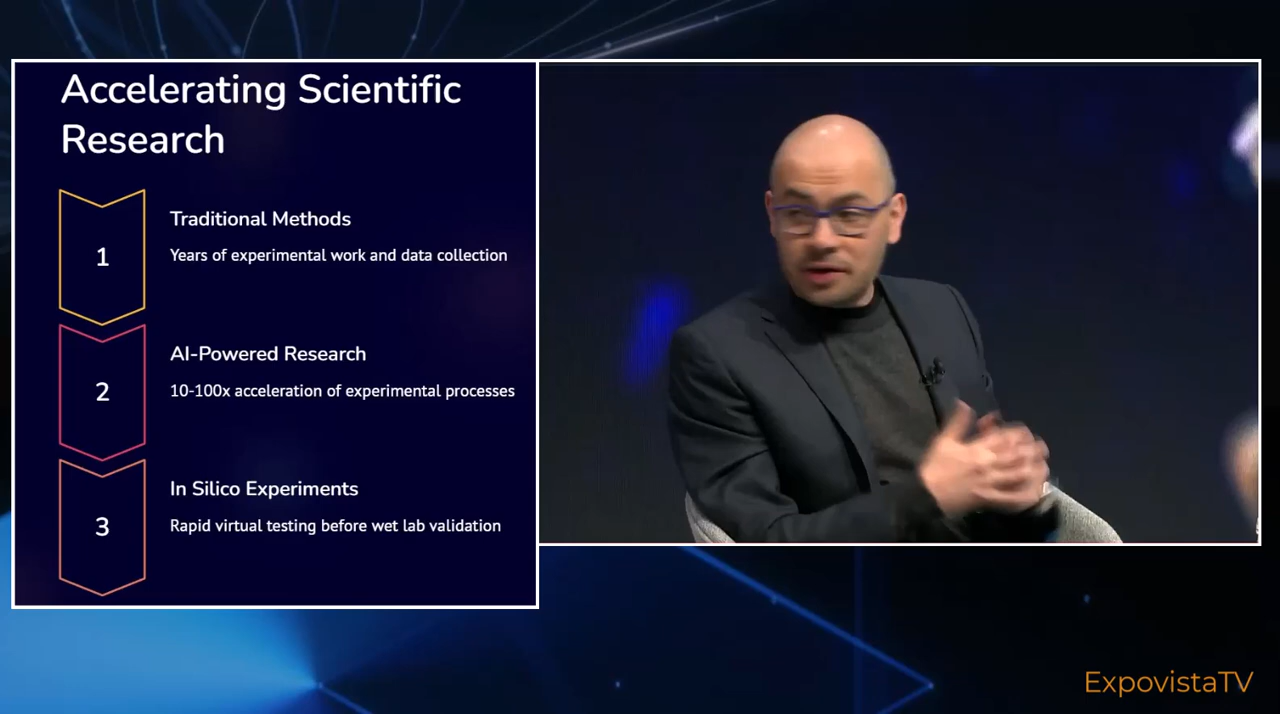 Accelerating Scientific
Research
1
Traditional Methods
Years of experimental work and data collection
2
AI-Powered Research
10-100x acceleration of experimental processes
3
In Silico Experiments
Rapid virtual testing before wet lab validation
ExpovistaTV